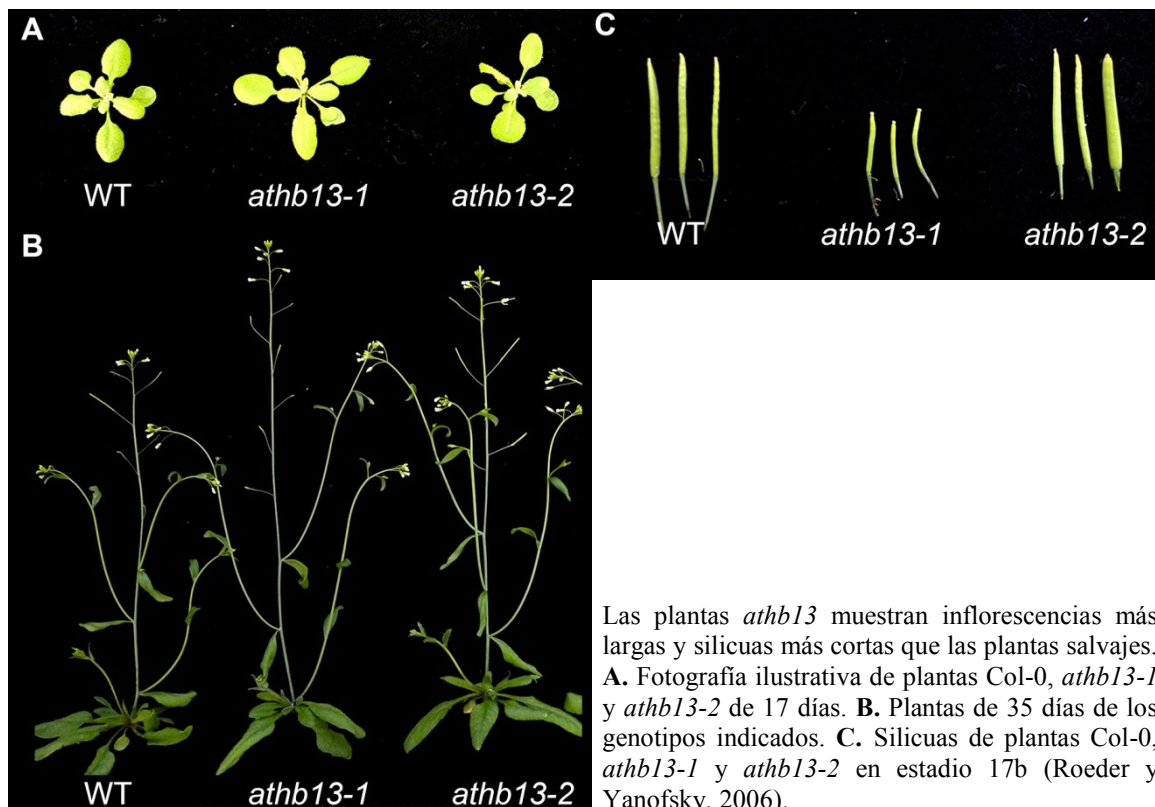 A
WT
athb13-1
athb13-2
B
WT
athb13-1
athb13-2
C
WT
athb13-1
athb13-2
Las plantas athb13 muestran inflorescencias más
largas y silicuas más cortas que las plantas salvajes.
A. Fotografía ilustrativa de plantas Col-0, athb13-1
y athb13-2 de 17 días. B. Plantas de 35 días de los
genotipos indicados. C. Silicuas de plantas Col-0,
athb13-1 y athb13-2 en estadio 17b (Roeder y
Yanofsky, 2006).